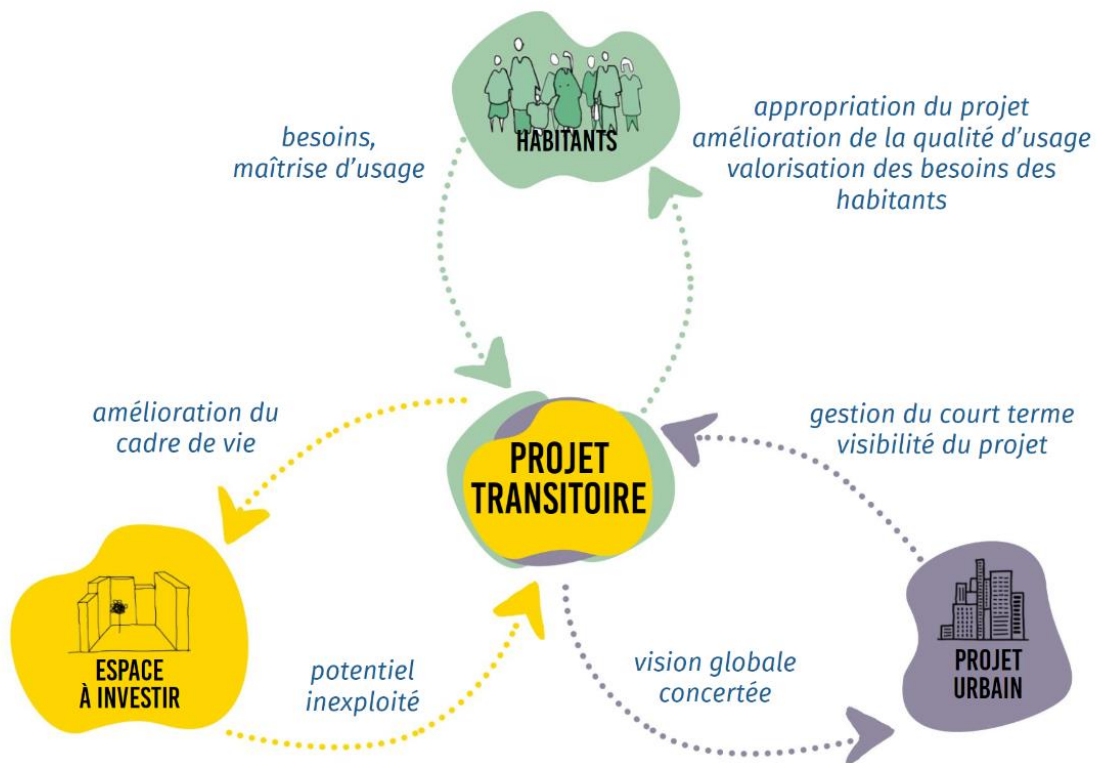 HABITANTS
besoins,
maîtrise d'usage
appropriation du projet
amélioration de la qualité d'usage
valorisation des besoins des
habitants
amélioration du
cadre de vie
PROJET
TRANSITOIRE
gestion du court terme
visibilité du projet
ESPACE
À INVESTIR
potentiel
inexploité
vision globale
concertée
PROJET
URBAIN